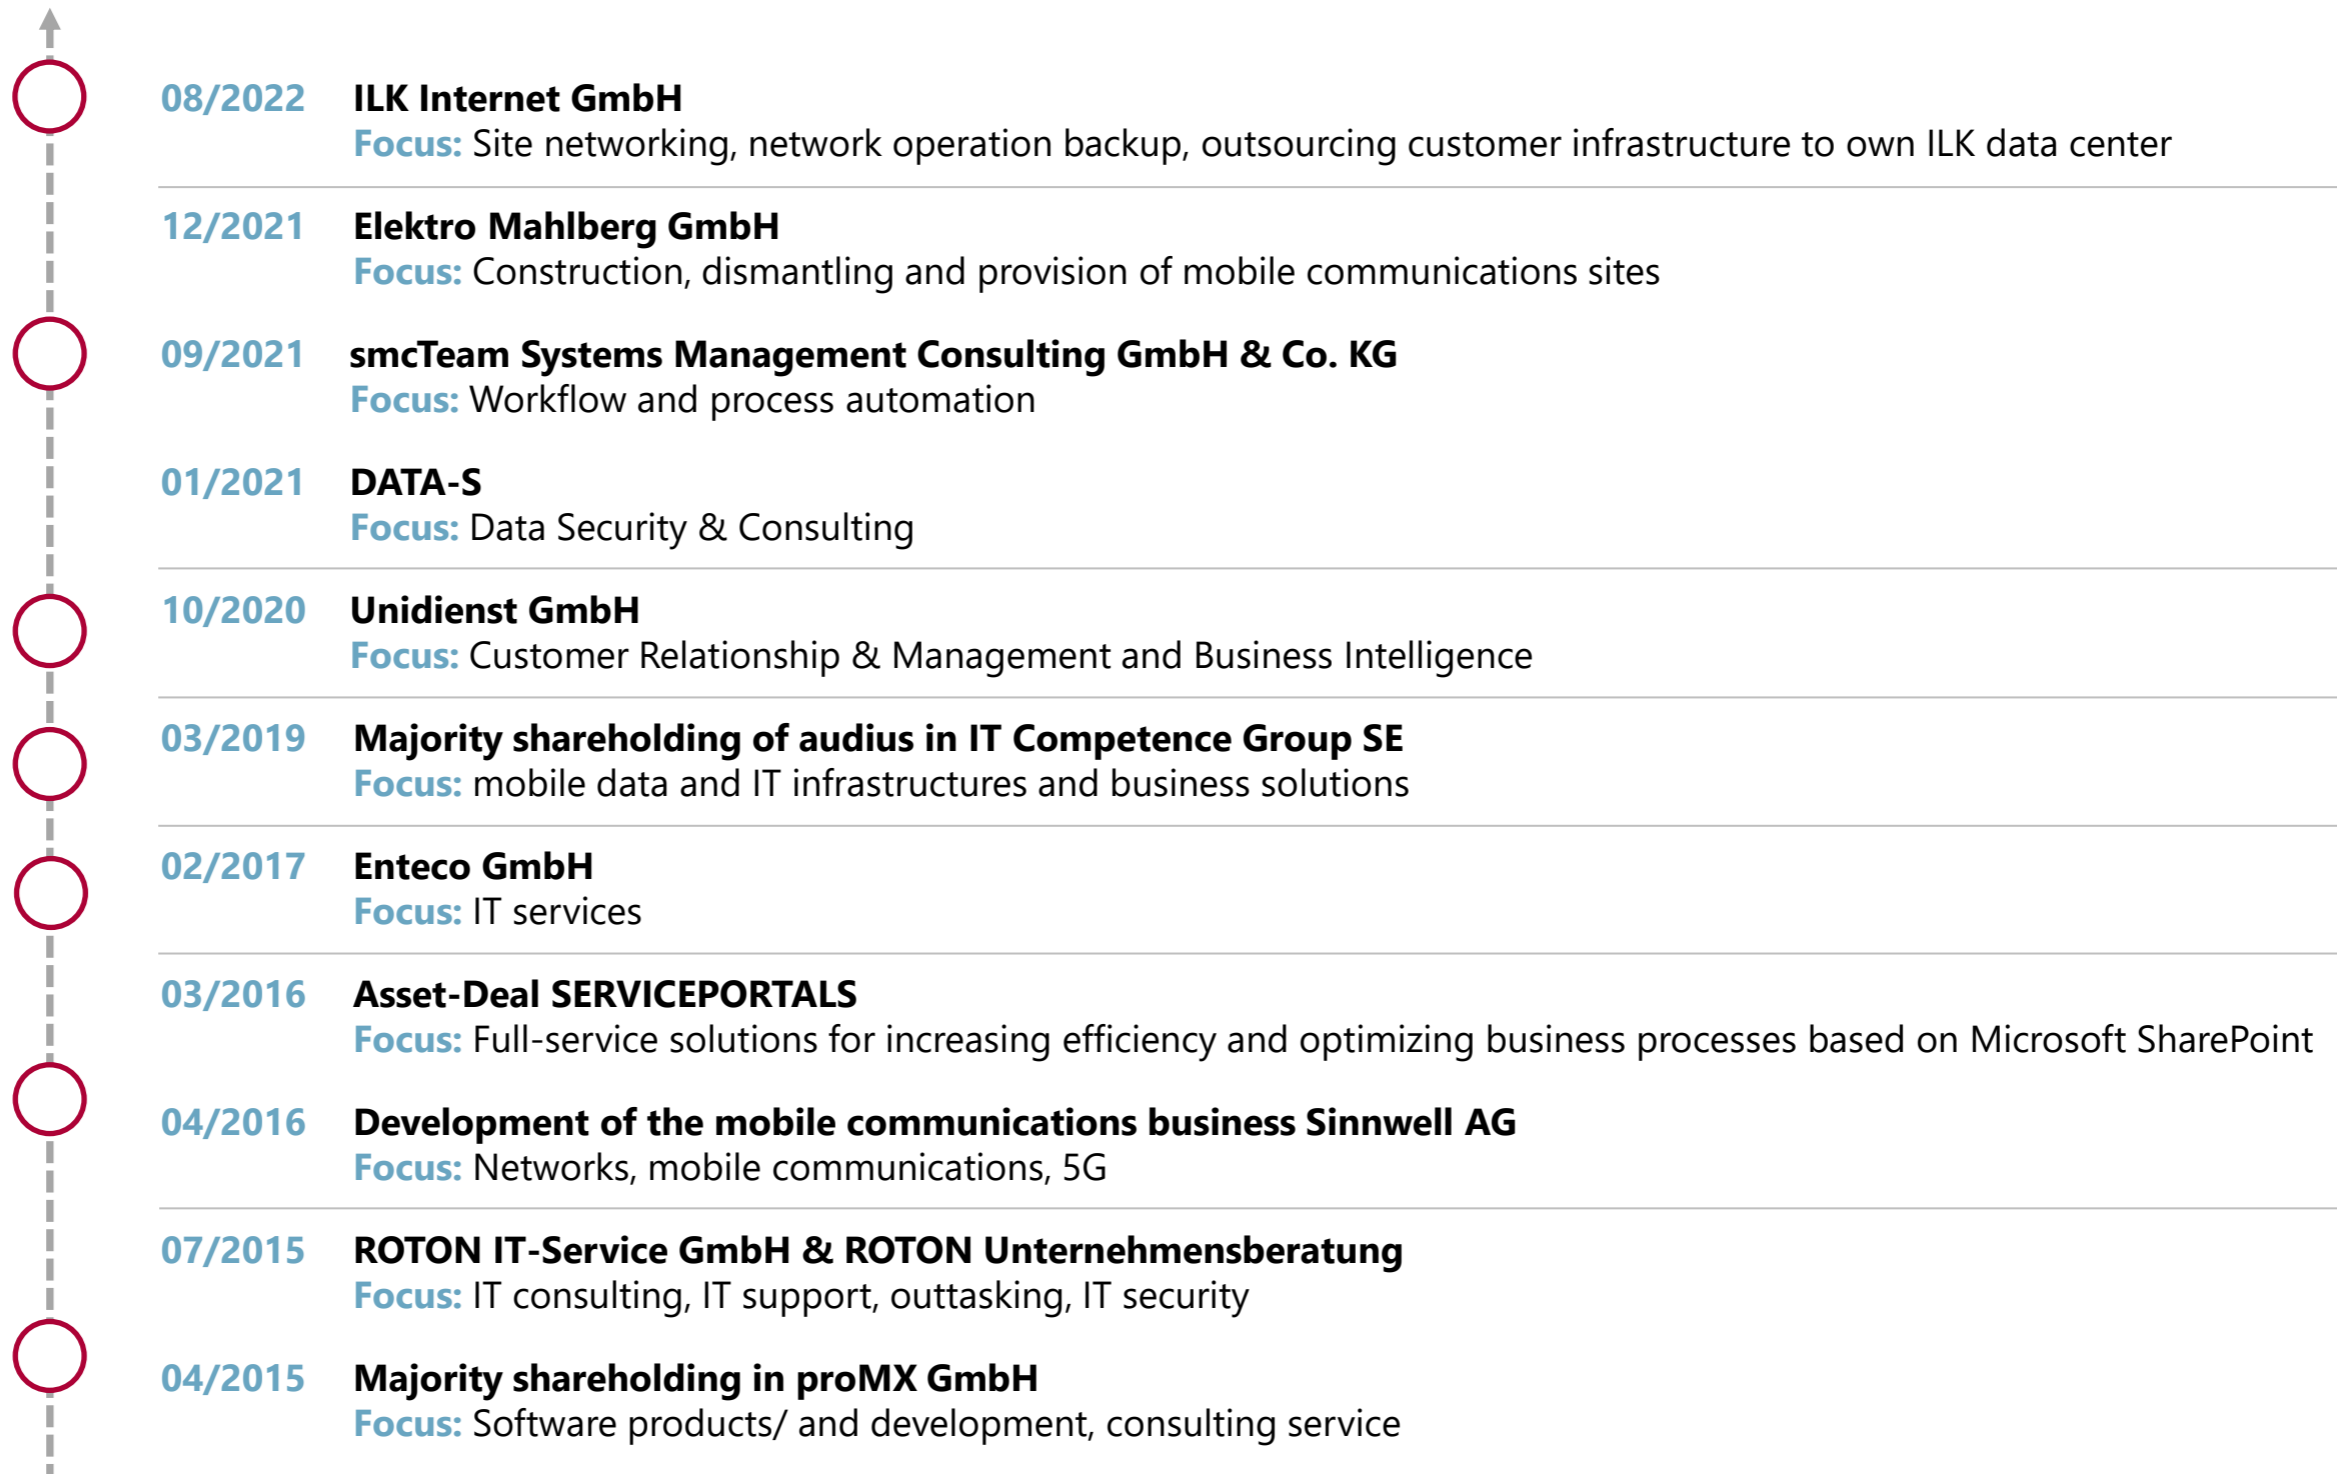 08/2022 ILK Internet GmbH
Focus: Site networking, network operation backup, outsourcing customer infrastructure to own ILK data center
12/2021 Elektro Mahlberg GmbH
Focus: Construction, dismantling and provision of mobile communications sites
09/2021 smcTeam Systems Management Consulting GmbH & Co. KG
Focus: Workflow and process automation
01/2021 DATA-S
Focus: Data Security & Consulting
10/2020 Unidienst GmbH
Focus: Customer Relationship & Management and Business Intelligence
03/2019 Majority shareholding of audius in IT Competence Group SE
Focus: mobile data and IT infrastructures and business solutions
02/2017 Enteco GmbH
Focus: IT services
03/2016 Asset-Deal SERVICEPORTALS
Focus: Full-service solutions for increasing efficiency and optimizing business processes based on Microsoft SharePoint
04/2016 Development of the mobile communications business Sinnwell AG
Focus: Networks, mobile communications, 5G
07/2015 ROTON IT-Service GmbH & ROTON Unternehmensberatung
Focus: IT consulting, IT support, outtasking, IT security
04/2015 Majority shareholding in proMX GmbH
Focus: Software products/ and development, consulting service